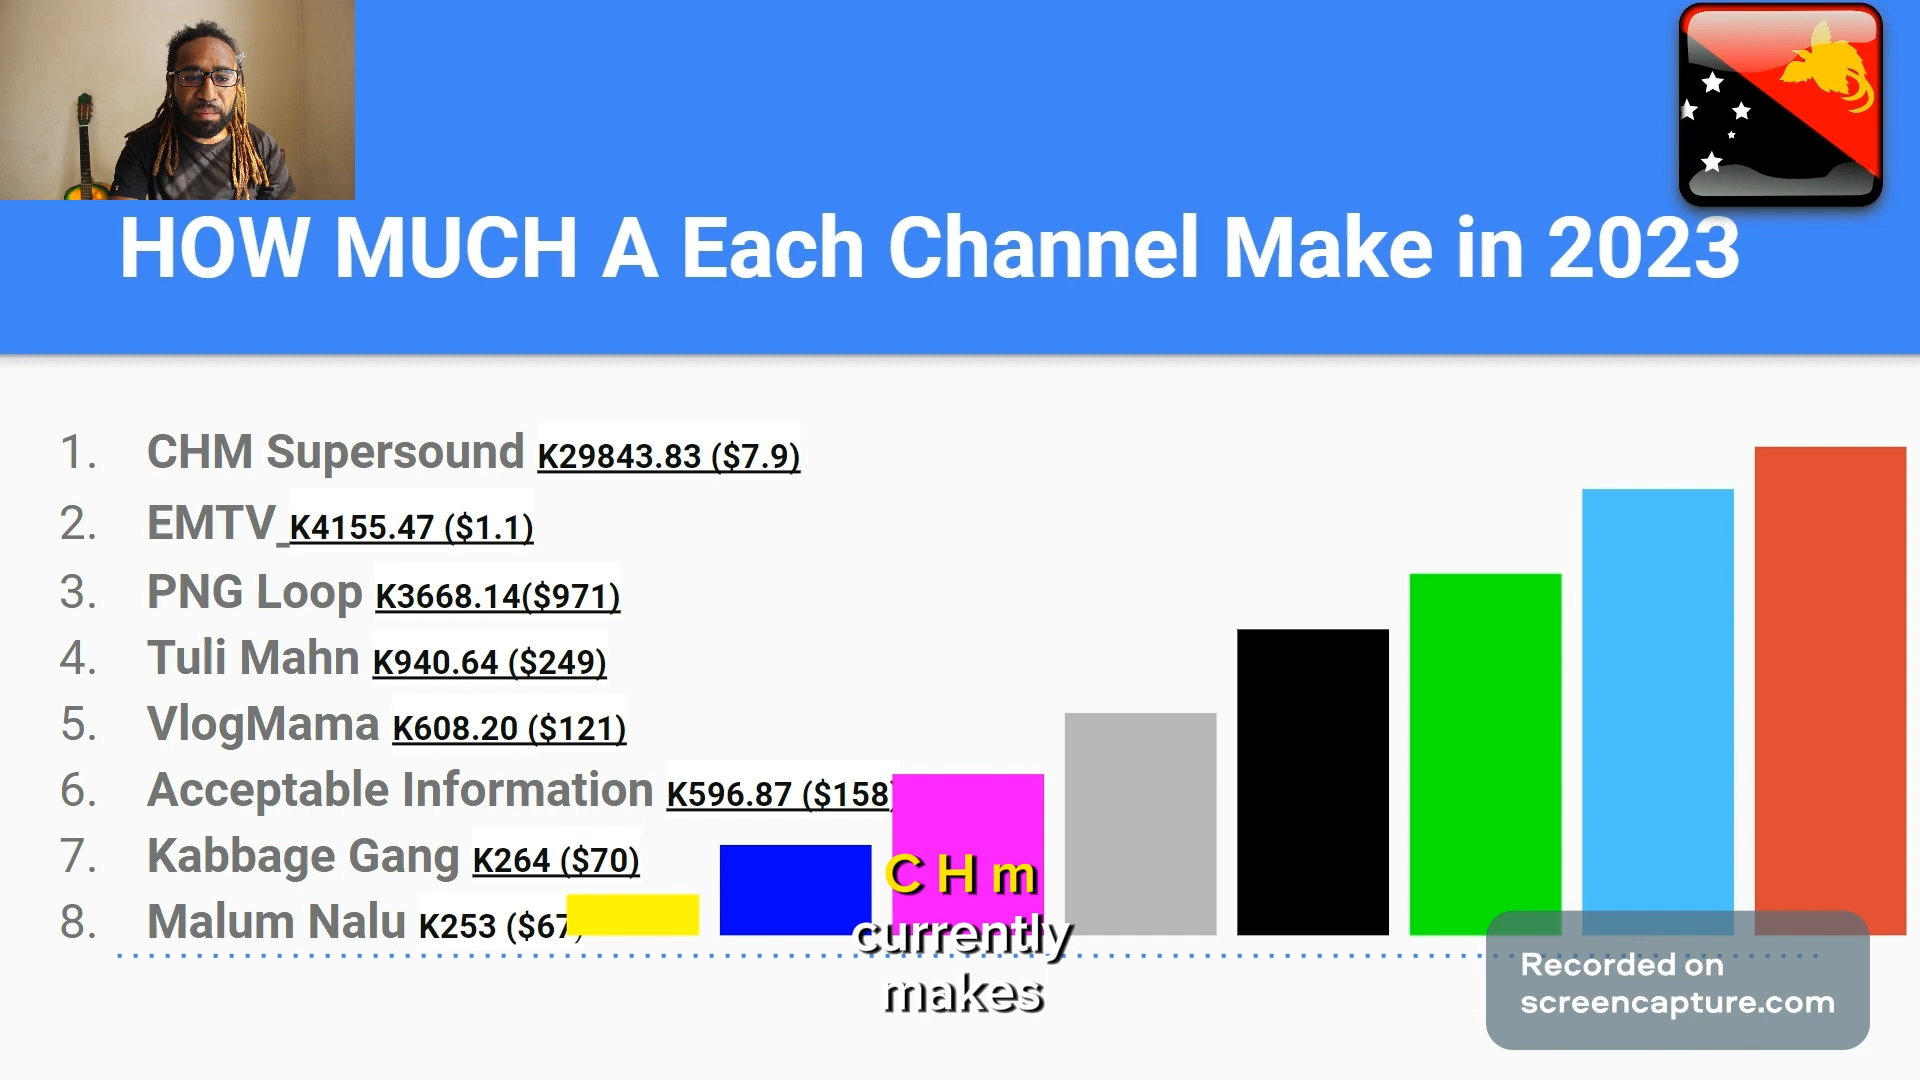 HOW MUCH A Each Channel Make in 2023
1. CHM Supersound K29843.83 ($7.9)
2. EMTV_K4155.47 ($1.1)
3. PNG Loop K3668.14($971)
4. Tuli Mahn K940.64 ($249)
5. VlogMama K608.20 ($121)
6. Acceptable Information K596.87 ($158)
7. Kabbage Gang K264 ($70)
8. Malum Nalu K253 ($67)
C H m
currently
makes
Recorded on
screencapture.com